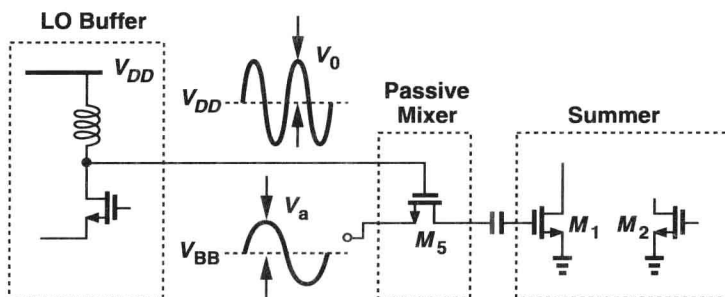 LO Buffer
V_DD
V_0
V_DD
Passive
Mixer
Summer
V_a
V_BB
M_5
M_1
M_2